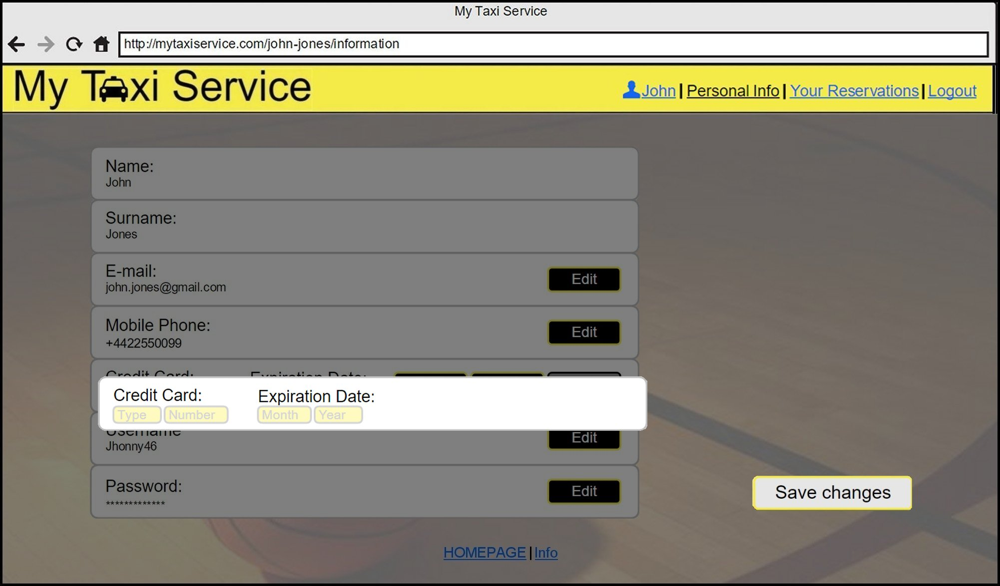 My Taxi Service
http://mytaxiservice.com/john-jones/information
My Taxi Service
John | Personal Info | Your Reservations | Logout
Name:
John
Surname:
Jones
E-mail:
john.jones@gmail.com
Edit
Mobile Phone:
+4422550099
Edit
Credit Card: Expiration Date:
Credit Card: Expiration Date:
Type Number Month Year
Username
Jhonny46
Edit
Password:
*************
Edit
Save changes
HOMEPAGE | Info